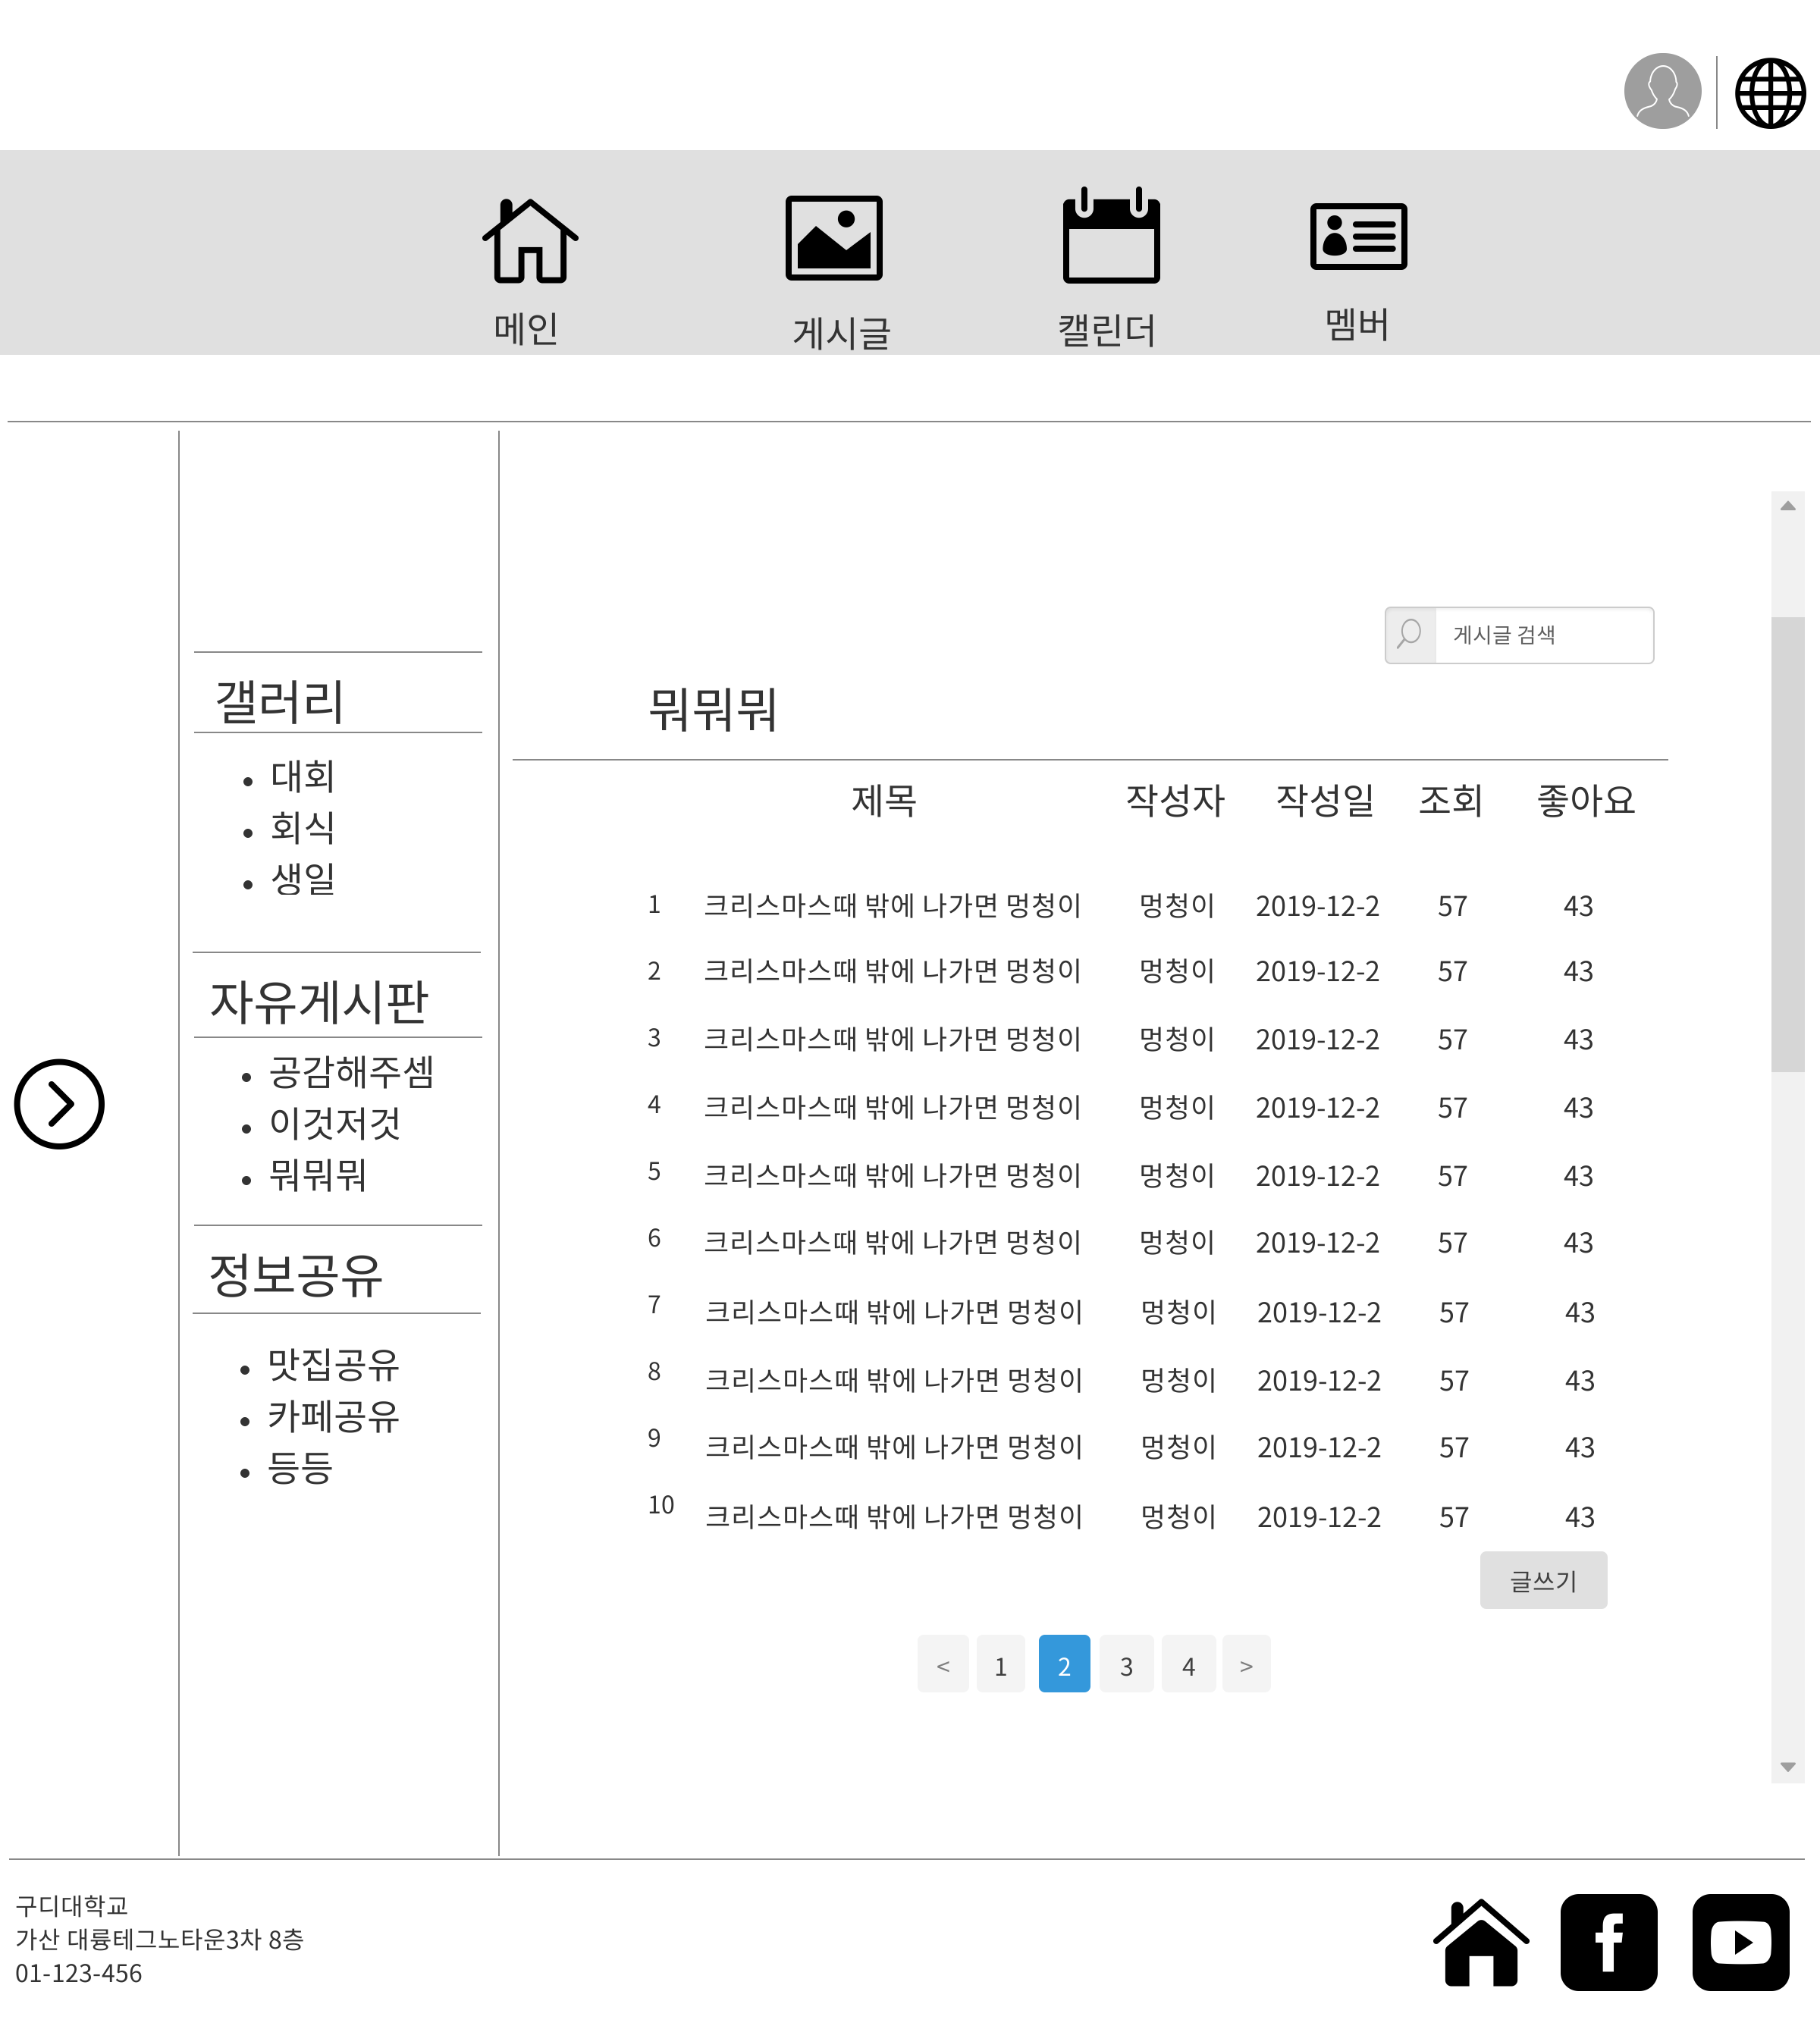 메인
게시글
캘린더
멤버
게시글 검색
갤러리
대회
회식
생일
자유게시판
공감해주셈
이것저것
뭐뭐뭐
정보공유
맛집공유
카페공유
등등
뭐뭐뭐
제목 작성자 작성일 조회 좋아요
1 크리스마스때 밖에 나가면 멍청이 멍청이 2019-12-2 57 43
2 크리스마스때 밖에 나가면 멍청이 멍청이 2019-12-2 57 43
3 크리스마스때 밖에 나가면 멍청이 멍청이 2019-12-2 57 43
4 크리스마스때 밖에 나가면 멍청이 멍청이 2019-12-2 57 43
5 크리스마스때 밖에 나가면 멍청이 멍청이 2019-12-2 57 43
6 크리스마스때 밖에 나가면 멍청이 멍청이 2019-12-2 57 43
7 크리스마스때 밖에 나가면 멍청이 멍청이 2019-12-2 57 43
8 크리스마스때 밖에 나가면 멍청이 멍청이 2019-12-2 57 43
9 크리스마스때 밖에 나가면 멍청이 멍청이 2019-12-2 57 43
10 크리스마스때 밖에 나가면 멍청이 멍청이 2019-12-2 57 43
글쓰기
< 1 2 3 4 >
구디대학교
가산 대륭테그노타운3차 8층
01-123-456